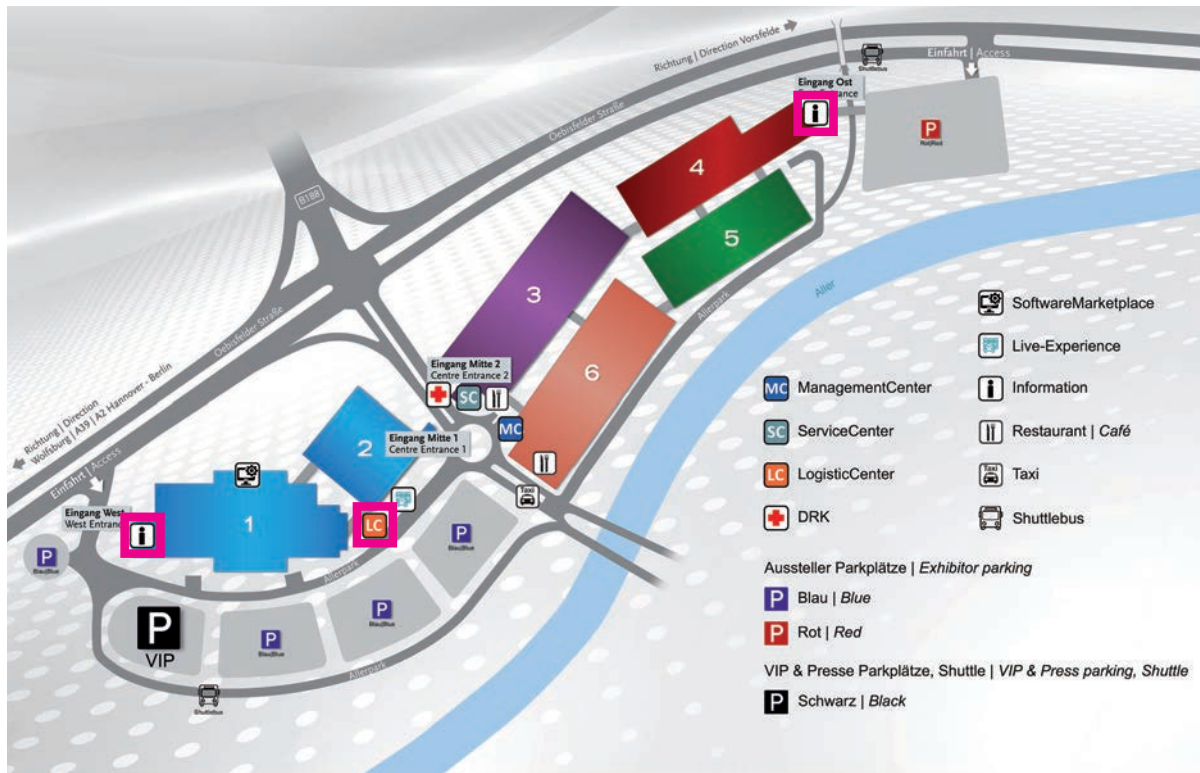 Richtung | Direction Vorsfelde
Shuttlebus
Einfahrt | Access
Eingang Ost
Entrance
P
Rot|Red
i
Oebisfelder Straße
B188
4
5
3
6
Aller
Allerpark
Oebisfelder Straße
Richtung | Direction
Wolfsburg | A39 | A2 Hannover - Berlin
Eingang Mitte 2
Centre Entrance 2
SC
MC
Eingang Mitte 1
Centre Entrance 1
2
Taxi
Einfahrt | Access
Eingang West
West Entrance
i
1
LC
P
Blau|Blue
P
Blau|Blue
P
Blau|Blue
P
Blau|Blue
P
VIP
Allerpark
Allerpark
Shuttlebus
SoftwareMarketplace
Live-Experience
MC ManagementCenter
i Information
SC ServiceCenter
Restaurant | Café
LC LogisticCenter
Taxi Taxi
DRK
Shuttlebus
Aussteller Parkplätze | Exhibitor parking
P Blau | Blue
P Rot | Red
VIP & Presse Parkplätze, Shuttle | VIP & Press parking, Shuttle
P Schwarz | Black